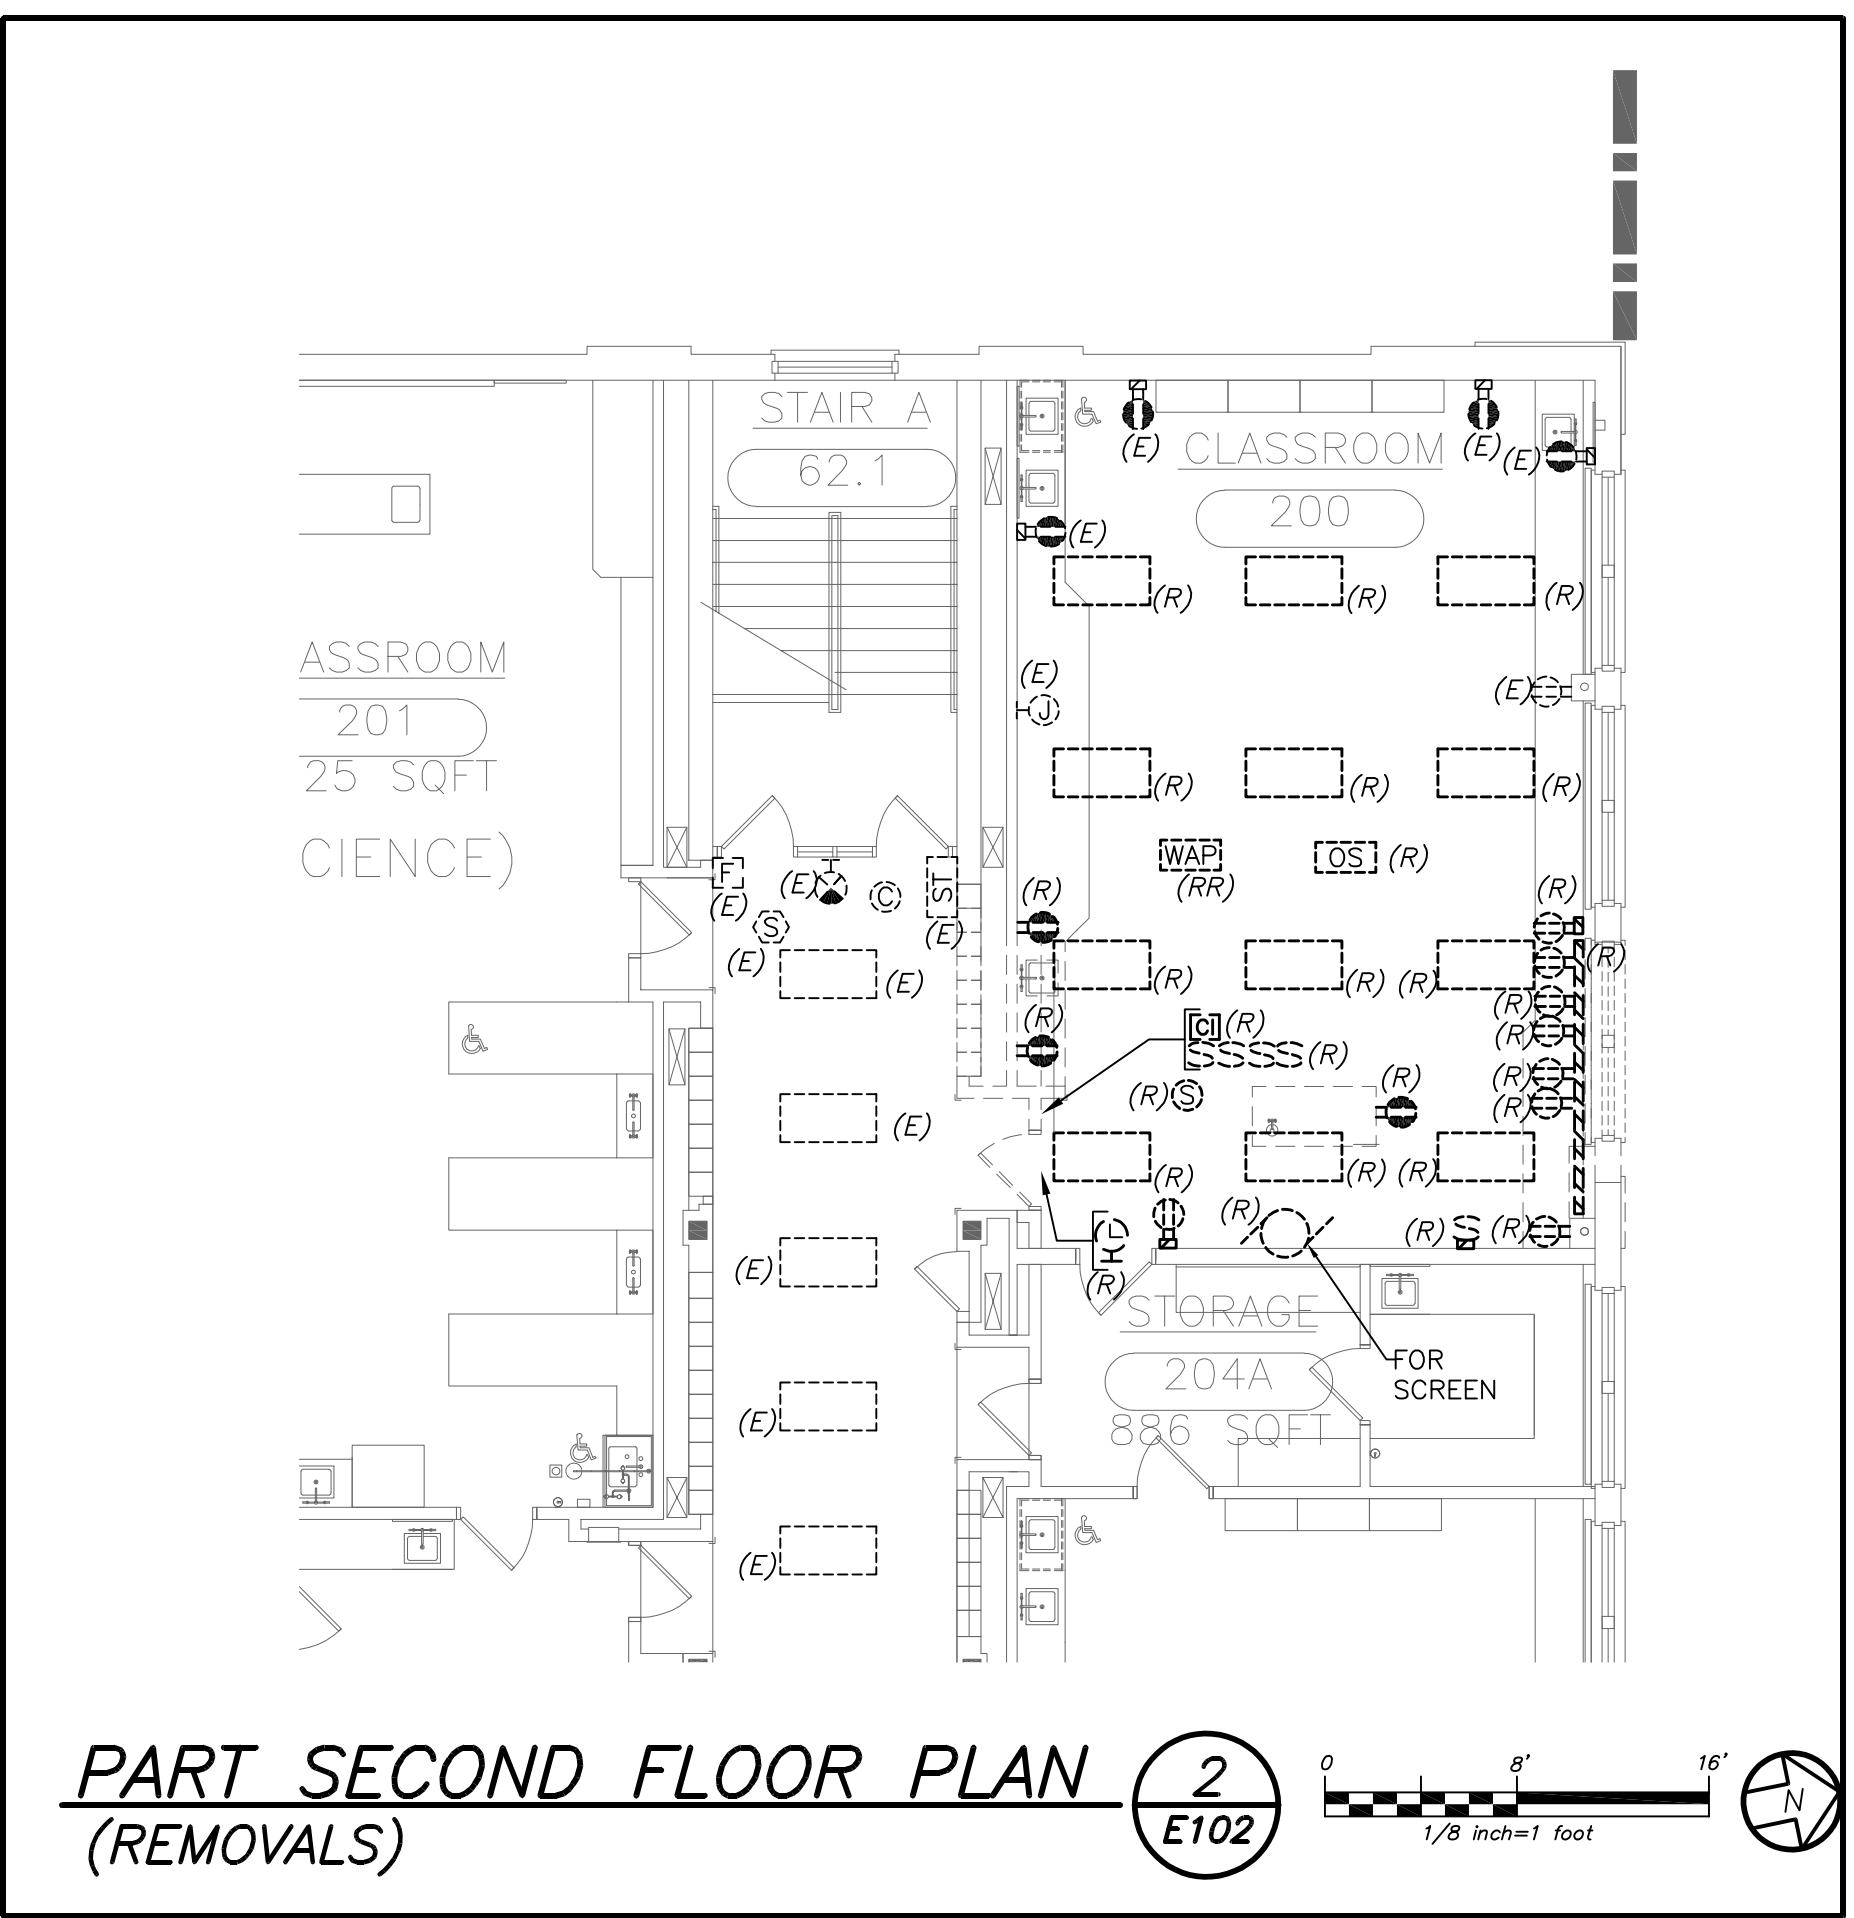 STAIR A
62.1
(E)
(E)
(E)
CLASSROOM
200
(E)
(R)
(R)
(R)
ASSROOM
201
25 SQFT
CIENCE)
(E)
J
(E)
(R)
(R)
(R)
WAP
(RR)
OS
(R)
F
(E)
(E)
C
ST
(E)
S
(E)
(R)
(R)
(R)
(E)
(R)
(R)
(R)
(R)
(R)
CI
(R)
SSSS
(R)
(R)
(R)
(R)
S
(R)
(R)
(R)
(E)
(R)
(R)
(R)
L
(R)
(R)
(R)
S
(R)
(E)
STORAGE
204A
886 SQFT
FOR
SCREEN
(E)
(E)
PART SECOND FLOOR PLAN
(REMOVALS)
2
E102
0 8' 16'
1/8 inch=1 foot
N